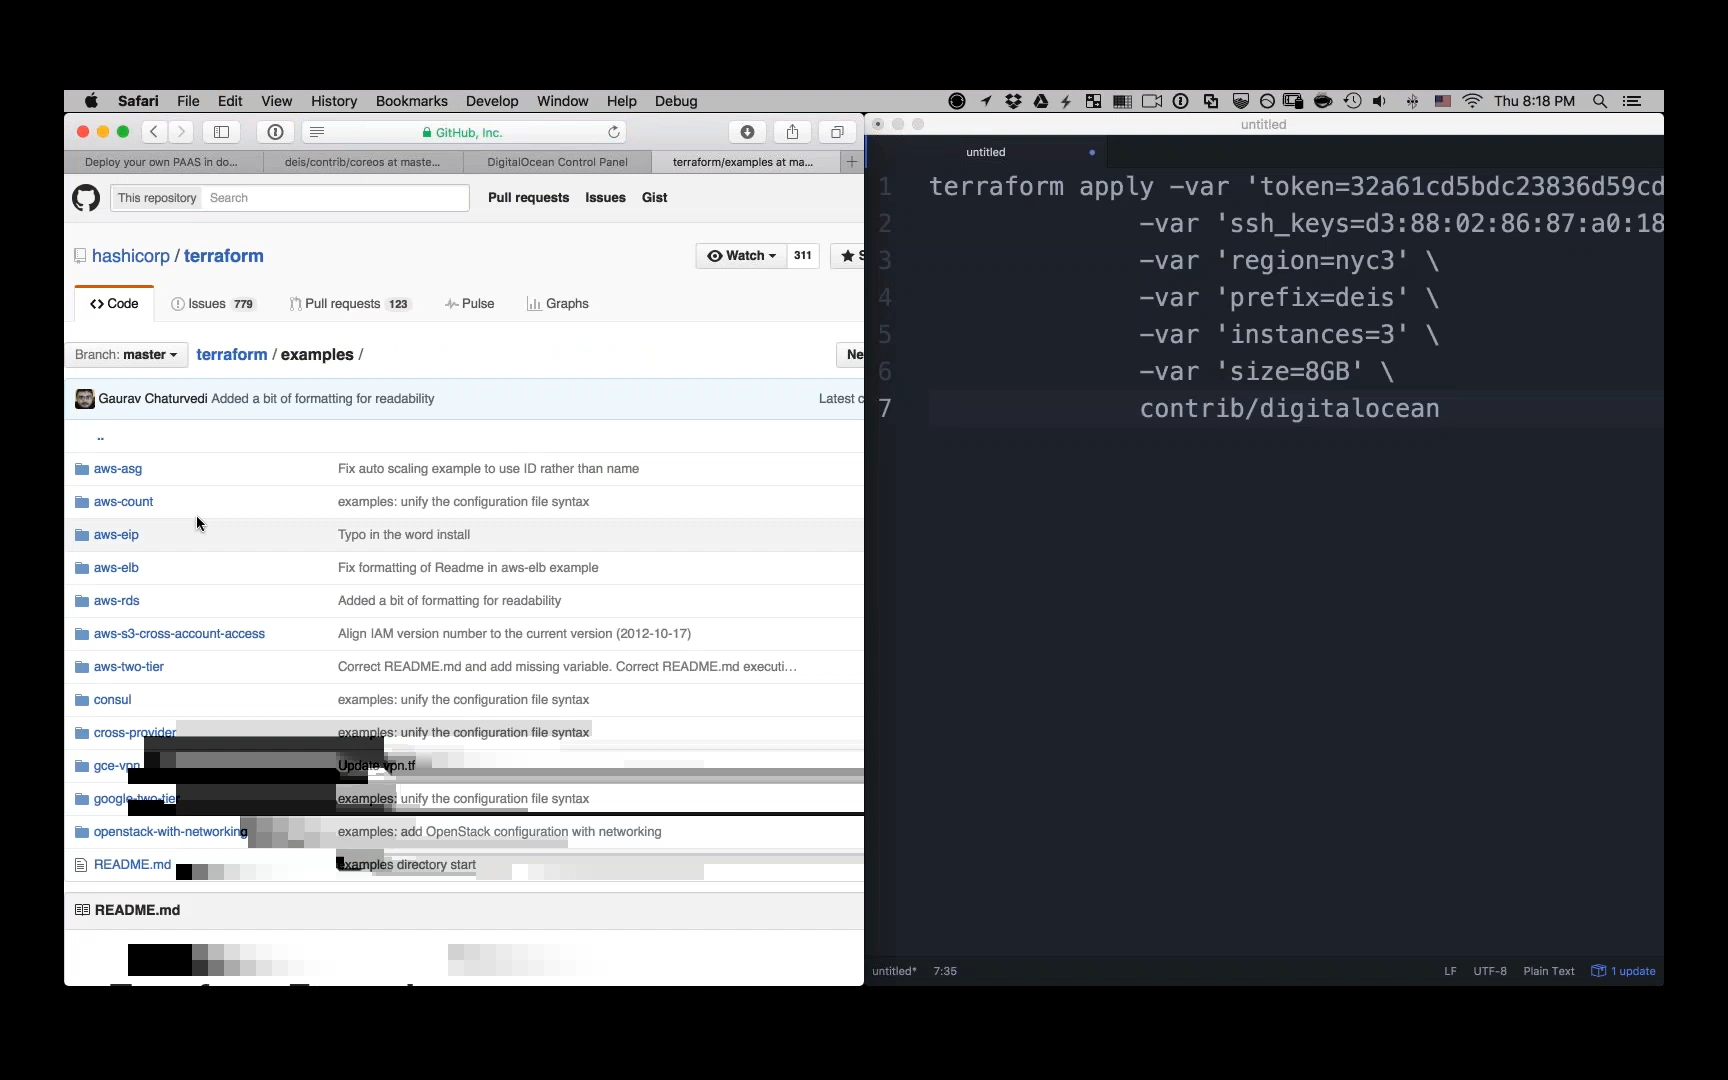 Safari File Edit View History Bookmarks Develop Window Help Debug Thu 8:18 PM
GitHub, Inc.
Deploy your own PAAS in do... deis/contrib/coreos at maste... DigitalOcean Control Panel terraform/examples at ma...
This repository Search Pull requests Issues Gist
hashicorp / terraform Watch 311
Code Issues 779 Pull requests 123 Pulse Graphs
Branch: master terraform / examples /
Gaurav Chaturvedi Added a bit of formatting for readability Latest c
..
aws-asg Fix auto scaling example to use ID rather than name
aws-count examples: unify the configuration file syntax
aws-eip Typo in the word install
aws-elb Fix formatting of Readme in aws-elb example
aws-rds Added a bit of formatting for readability
aws-s3-cross-account-access Align IAM version number to the current version (2012-10-17)
aws-two-tier Correct README.md and add missing variable. Correct README.md executi...
consul examples: unify the configuration file syntax
cross-provider examples: unify the configuration file syntax
gce-vpn Update vpn.tf
google-two-tier examples: unify the configuration file syntax
openstack-with-networking examples: add OpenStack configuration with networking
README.md examples directory start
README.md
untitled
untitled
1 terraform apply -var 'token=32a61cd5bdc23836d59cd
2 -var 'ssh_keys=d3:88:02:86:87:a0:18
3 -var 'region=nyc3' \
4 -var 'prefix=deis' \
5 -var 'instances=3' \
6 -var 'size=8GB' \
7 contrib/digitalocean
untitled* 7:35 LF UTF-8 Plain Text 1 update